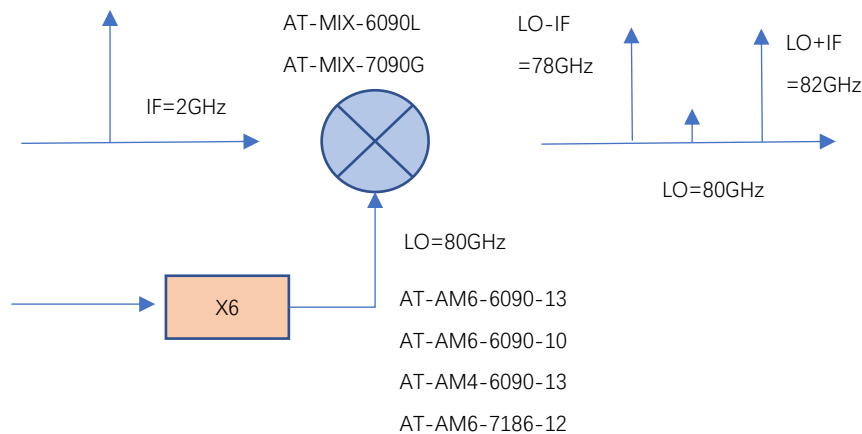 AT-MIX-6090L
AT-MIX-7090G
IF=2GHz
LO-IF
=78GHz
LO+IF
=82GHz
LO=80GHz
LO=80GHz
X6
AT-AM6-6090-13
AT-AM6-6090-10
AT-AM4-6090-13
AT-AM6-7186-12